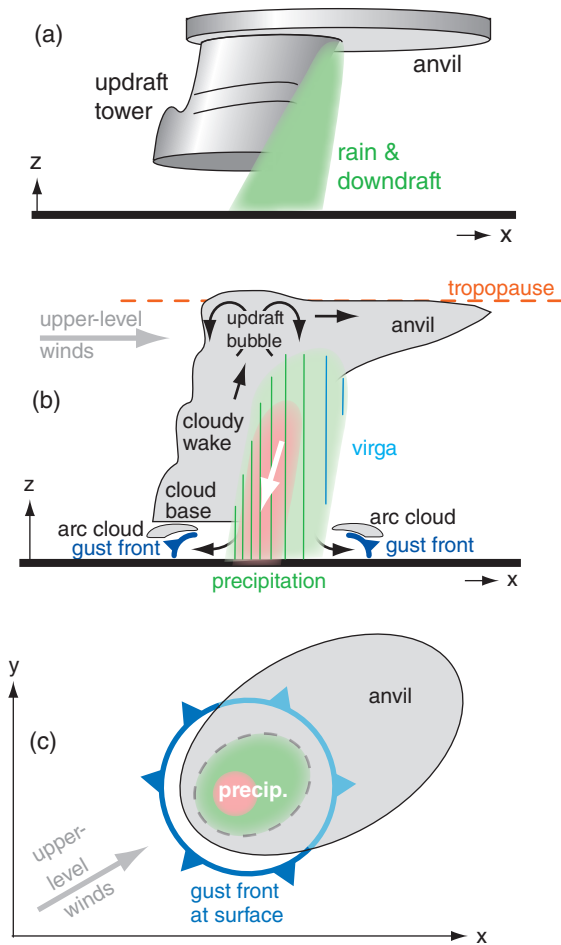 (a)
anvil
updraft
tower
rain &
downdraft
z
x
tropopause
upper-level
winds
updraft
bubble
anvil
(b)
cloudy
wake
virga
z
cloud
base
arc cloud
gust front
arc cloud
gust front
precipitation
x
y
anvil
(c)
precip.
upper-
level
winds
gust front
at surface
x